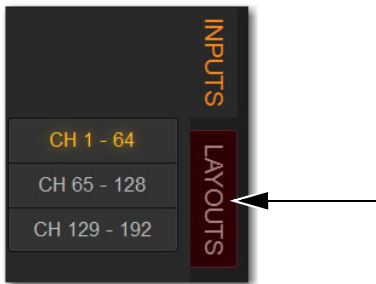 INPUTS
CH 1 - 64
CH 65 - 128
CH 129 - 192
LAYOUTS